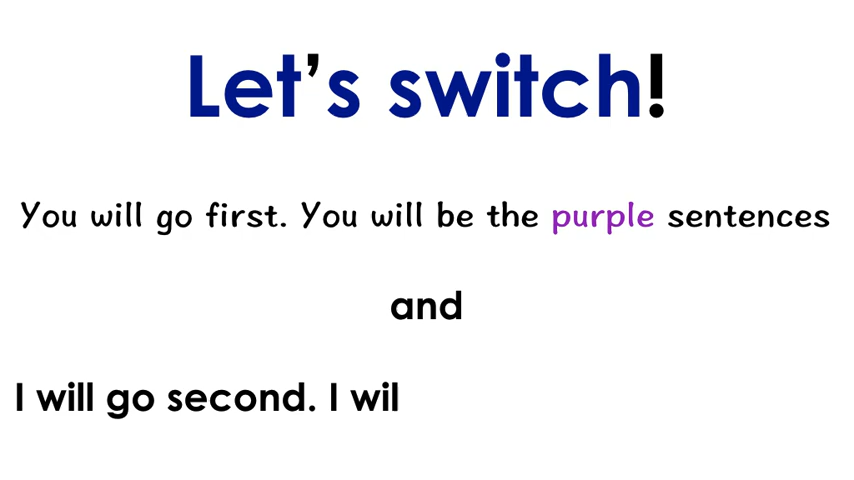 Let’s switch!
You will go first. You will be the purple sentences
and
I will go second. I wil